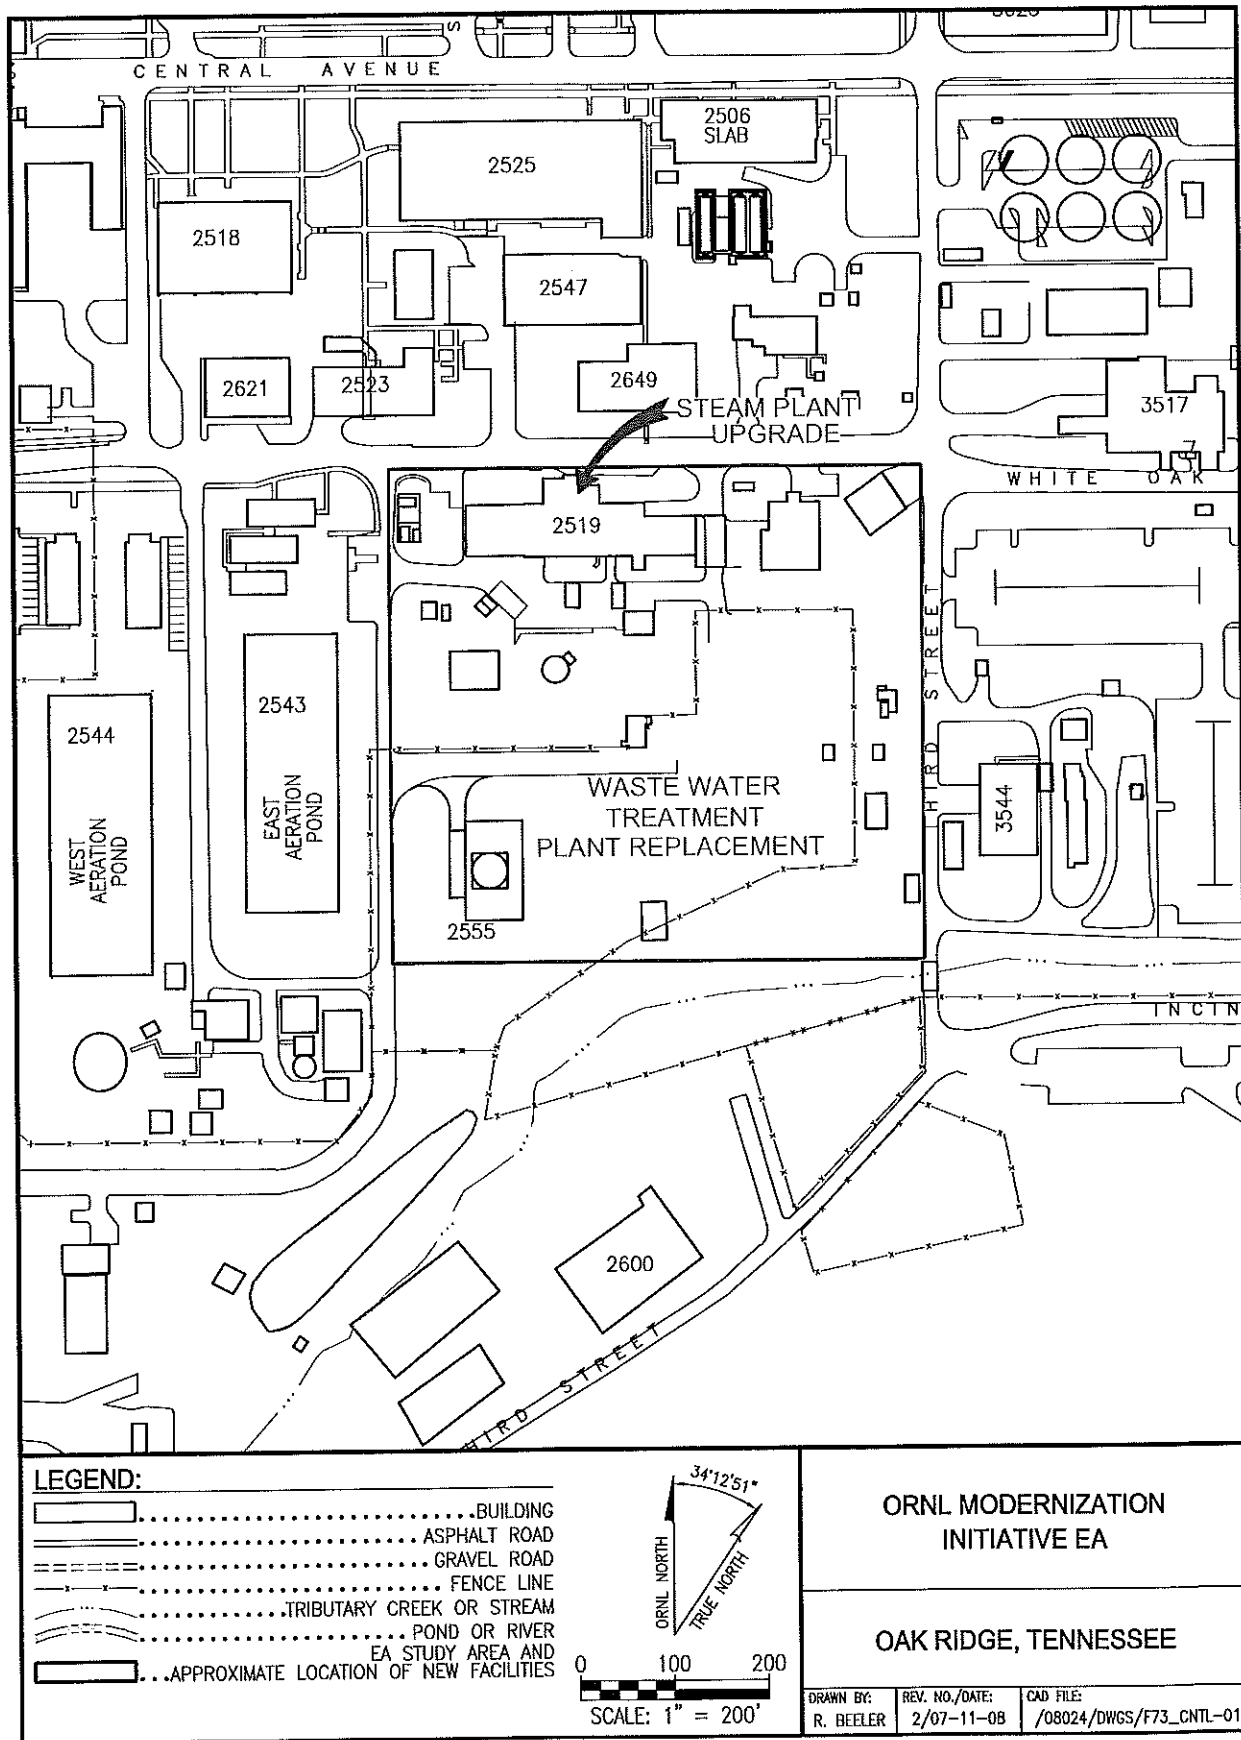 3028
S
CENTRAL AVENUE
2506
SLAB
2525
2518
2547
2621
2523
2649
3517
STEAM PLANT
UPGRADE
7
WHITE OAK
2519
THIRD STREET
2544
2543
WEST
AERATION
POND
EAST
AERATION
POND
WASTE WATER
TREATMENT
PLANT REPLACEMENT
3544
2555
INCIN
2600
HIRD STREET
LEGEND:
BUILDING
ASPHALT ROAD
GRAVEL ROAD
FENCE LINE
TRIBUTARY CREEK OR STREAM
POND OR RIVER
EA STUDY AREA AND
APPROXIMATE LOCATION OF NEW FACILITIES
34°12'51"
ORNL NORTH
TRUE NORTH
0 100 200
SCALE: 1" = 200'
ORNL MODERNIZATION
INITIATIVE EA
OAK RIDGE, TENNESSEE
DRAWN BY:
R. BEELER
REV. NO./DATE:
2/07-11-08
CAD FILE:
/08024/DWGS/F73_CNTL-01